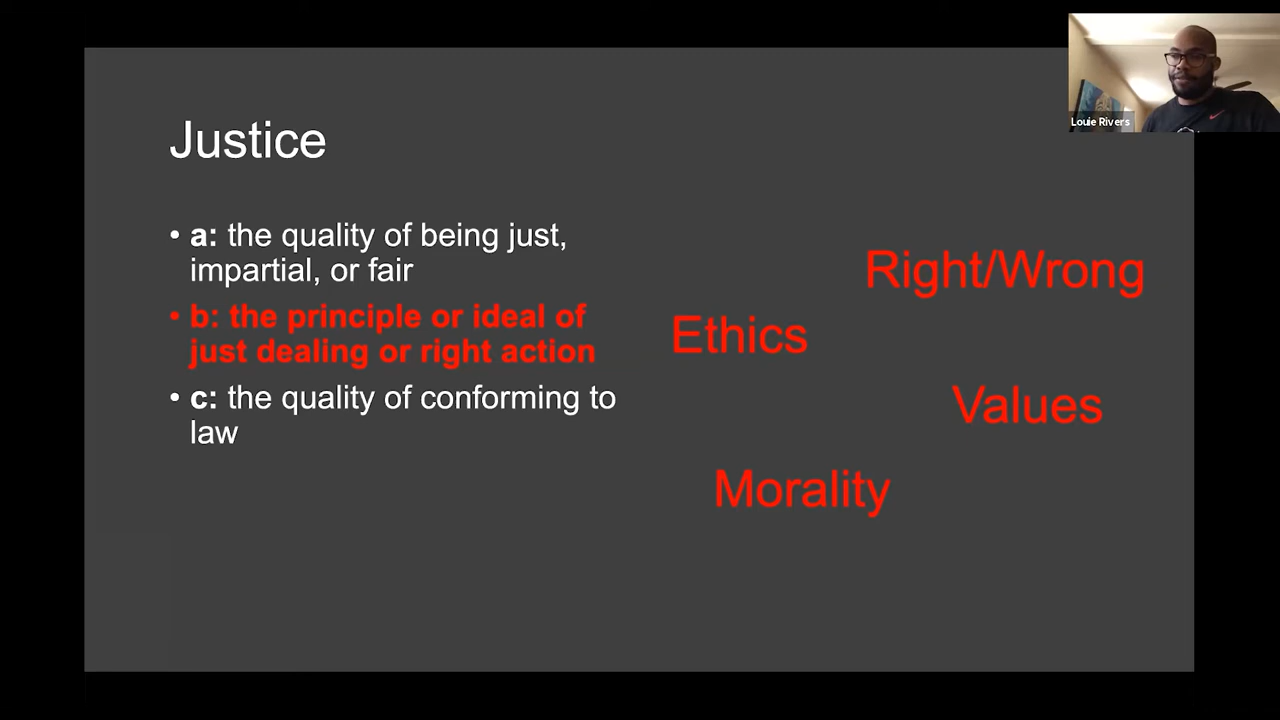 Louie Rivers
Justice
• a: the quality of being just,
impartial, or fair
• b: the principle or ideal of
just dealing or right action
• c: the quality of conforming to
law
Right/Wrong
Ethics
Values
Morality